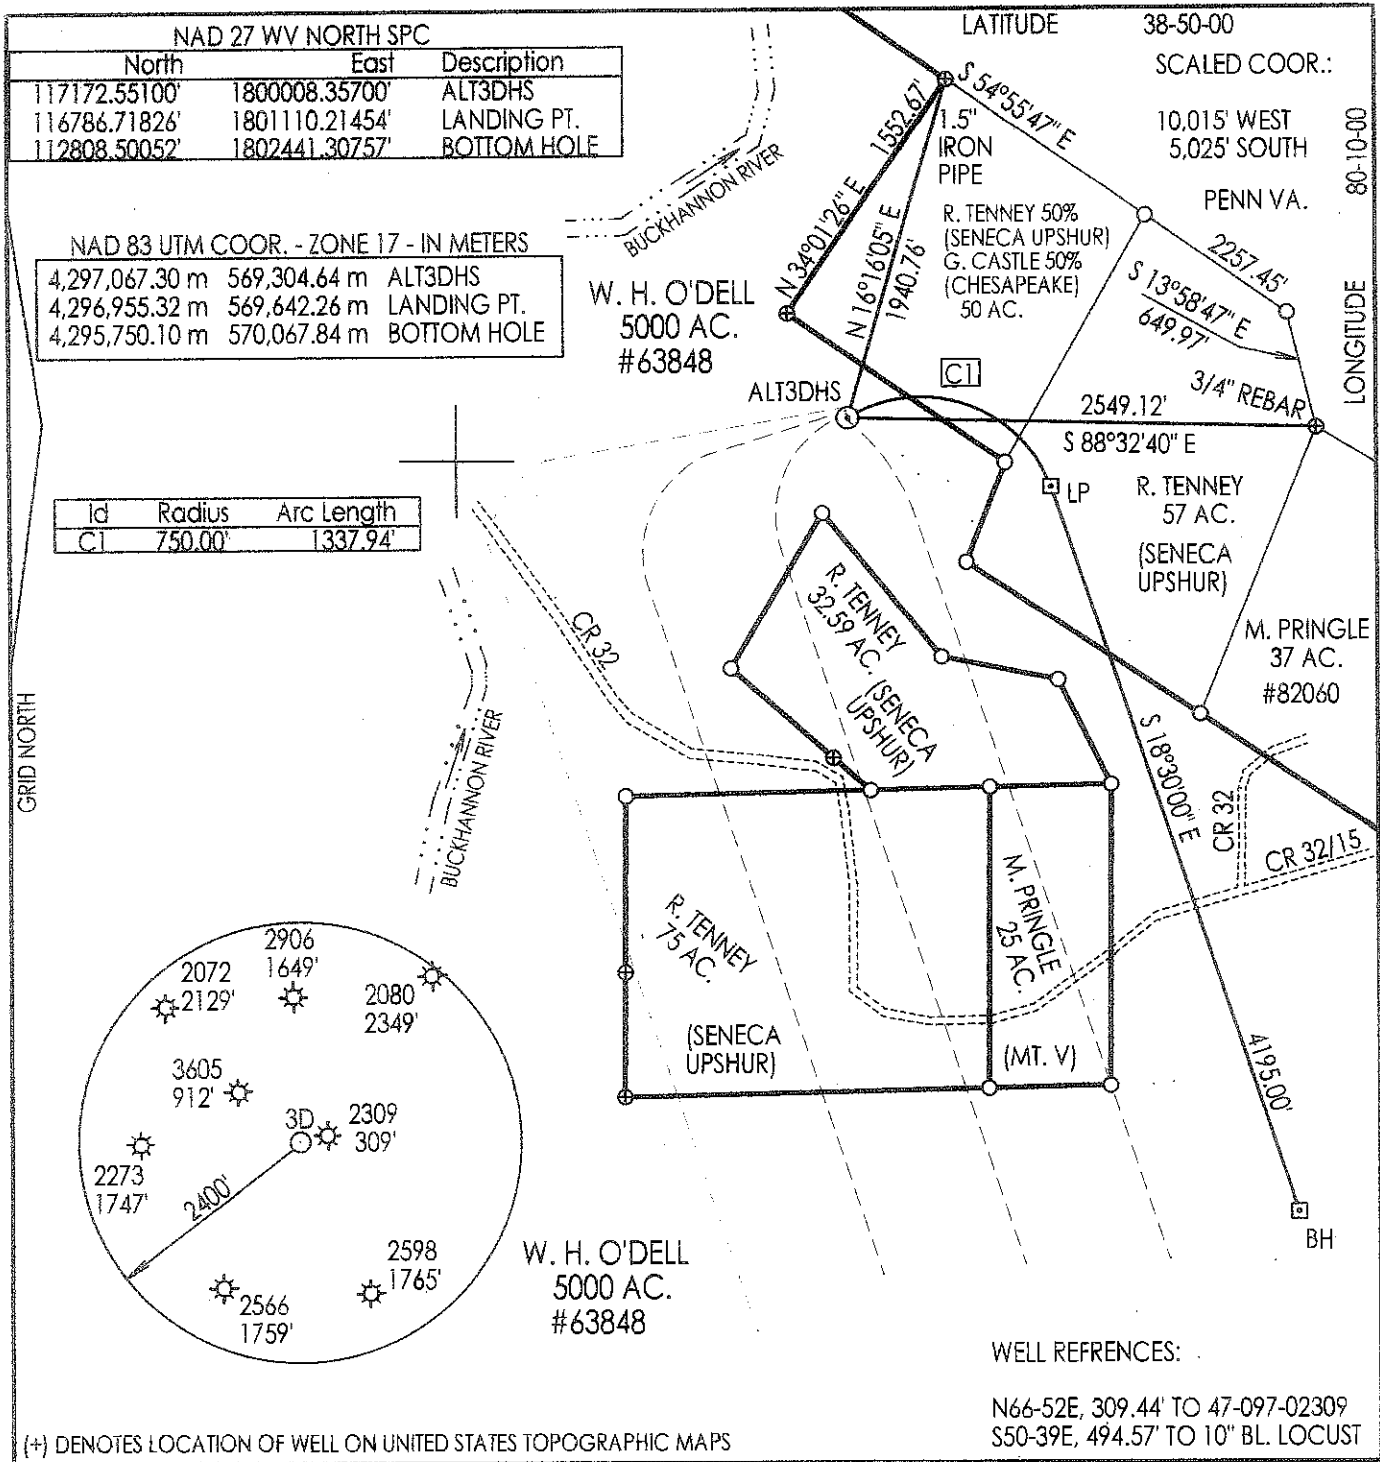 NAD 27 WV NORTH SPC
North East Description
117172.55100' 1800008.35700' ALT3DHS
116786.71826' 1801110.21454' LANDING PT.
112808.50052' 1802441.30757' BOTTOM HOLE
NAD 83 UTM COOR. - ZONE 17 - IN METERS
4,297,067.30 m 569,304.64 m ALT3DHS
4,296,955.32 m 569,642.26 m LANDING PT.
4,295,750.10 m 570,067.84 m BOTTOM HOLE
LATITUDE 38-50-00
SCALED COOR.:
10,015' WEST
5,025' SOUTH
LONGITUDE 80-10-00
PENN VA.
S 54°55'47" E
2257.45'
1.5"
IRON
PIPE
N 34°01'26" E 1552.67'
N 16°16'05" E
1940.76'
R. TENNEY 50%
(SENECA UPSHUR)
G. CASTLE 50%
(CHESAPEAKE)
50 AC.
S 13°58'47" E
649.97'
3/4" REBAR
BUCKHANNON RIVER
W. H. O'DELL
5000 AC.
#63848
ALT3DHS
C1
2549.12'
S 88°32'40" E
LP
R. TENNEY
57 AC.
(SENECA
UPSHUR)
Id Radius Arc Length
C1 750.00' 1337.94'
M. PRINGLE
37 AC.
#82060
CR 32
R. TENNEY
32.59 AC.
(SENECA
UPSHUR)
GRID NORTH
BUCKHANNON RIVER
S 18°30'00" E
4195.00'
CR 32
CR 32/15
R. TENNEY
75 AC.
(SENECA
UPSHUR)
M. PRINGLE
25 AC.
(MT. V)
2906
1649'
2072
2129'
2080
2349'
3605
912'
3D
2309
309'
2273
1747'
2400'
2598
1765'
2566
1759'
W. H. O'DELL
5000 AC.
#63848
BH
WELL REFRENCES:
N66-52E, 309.44' TO 47-097-02309
S50-39E, 494.57' TO 10" BL. LOCUST
(+) DENOTES LOCATION OF WELL ON UNITED STATES TOPOGRAPHIC MAPS